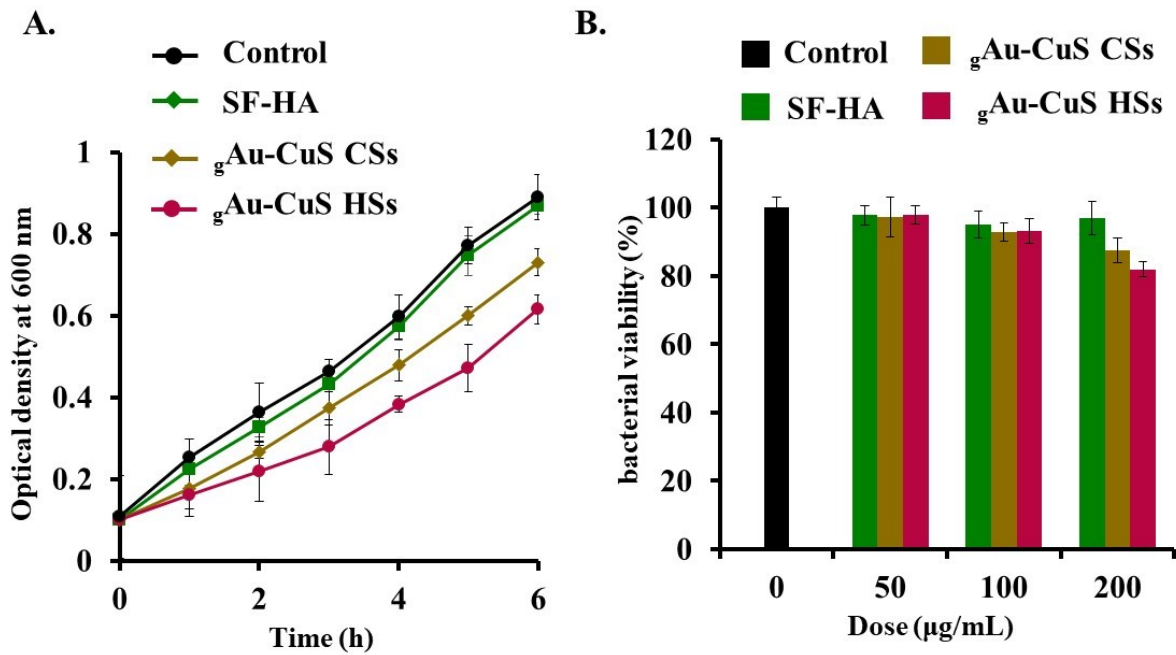 A.
Control
SF-HA
gAu-CuS CSs
gAu-CuS HSs
Optical density at 600 nm
1
0.8
0.6
0.4
0.2
0
0 2 4 6
Time (h)
B.
Control gAu-CuS CSs
SF-HA gAu-CuS HSs
bacterial viability (%)
120
100
80
60
40
20
0
0 50 100 200
Dose (µg/mL)